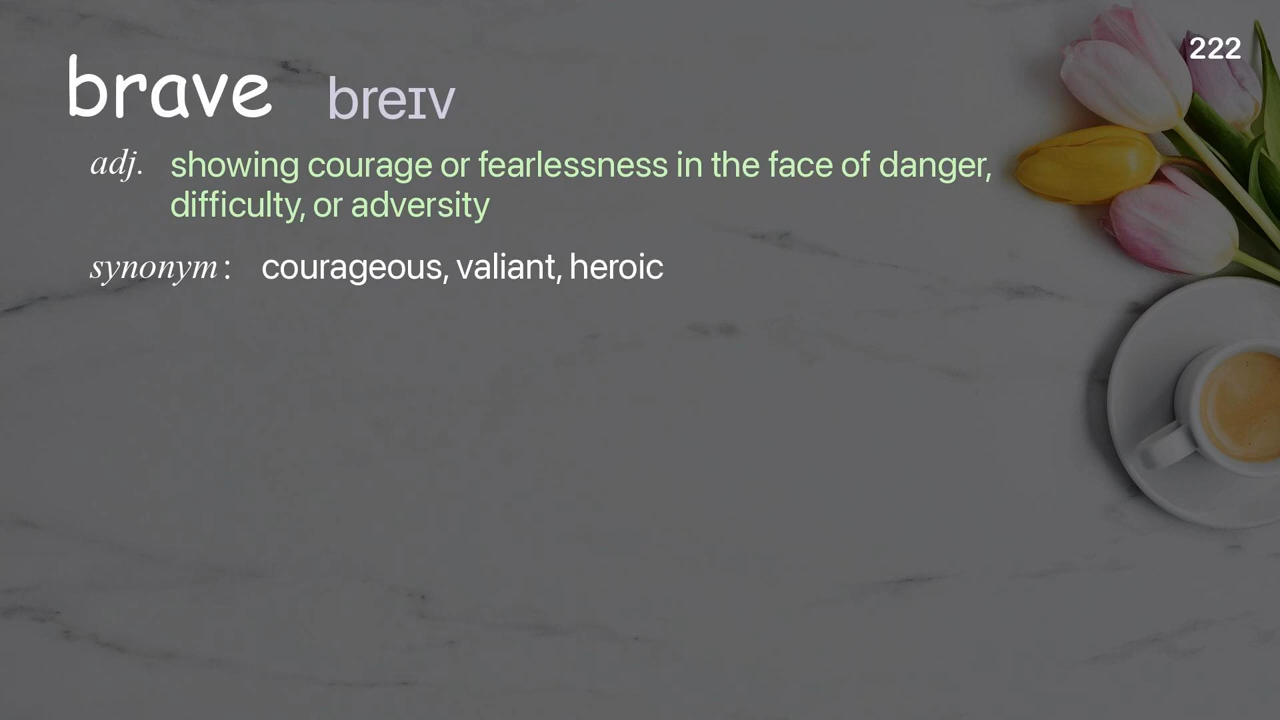 222
brave breɪv
adj. showing courage or fearlessness in the face of danger,
difficulty, or adversity
synonym: courageous, valiant, heroic